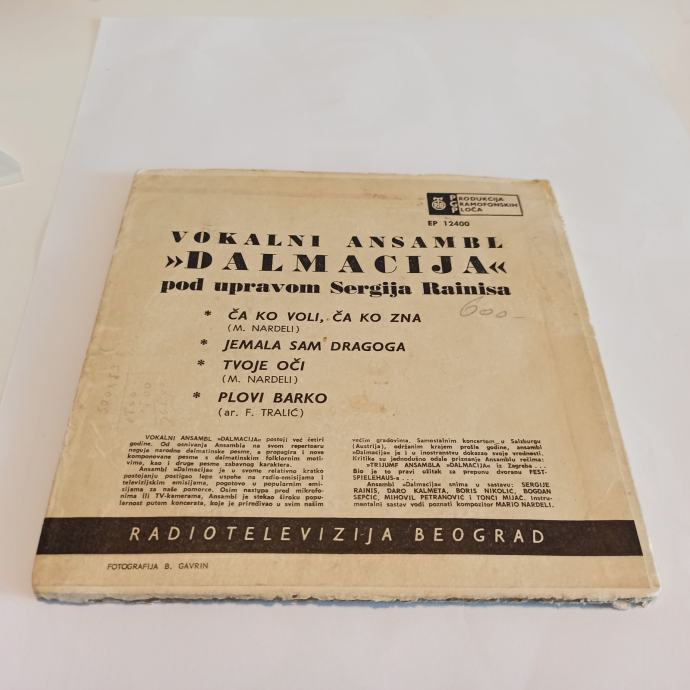 PRODUKCIJA
GRAMOFONSKIH
PLOČA
EP 12400
VOKALNI ANSAMBL
»DALMACIJA«
pod upravom Sergija Rainisa
600-
* ČA KO VOLI, ČA KO ZNA
(M. NARDELI)
* JEMALA SAM DRAGOGA
* TVOJE OČI
(M. NARDELI)
* PLOVI BARKO
(ar. F. TRALIĆ)
VOKALNI ANSAMBL »DALMACIJA« postoji već četiri
godine. Od osnivanja Ansambla na svom repertoaru
neguje narodne dalmatinske pesme, a propagira i nove
komponovane pesme s dalmatinskim folklornim moti-
vima, kao i druge pesme zabavnog karaktera.
Ansambl »Dalmacija« je u svome relativno kratko
postojanju postigao lepe uspehe na radio-emisijama i
televizijskim emisijama, pogotovo u popularnim emi-
sijama za naše pomorce. Osim nastupa pred mikrofo-
nima ili TV-kamerama, Ansambl je stekao široku popu-
larnost putem koncerata, koje je priređivao u svim našim
većim gradovima. Samostalnim koncertom u Salzburgu
(Austrija), održanim krajem prošle godine, ansambl
»Dalmacija« je i u inostranstvu dokazao svoje vrednosti.
Kritika su jednodušno odale priznanje Ansamblu rečima:
»TRIJUMF ANSAMBLA »DALMACIJA« iz Zagreba . . .
Bio je to pravi užitak za prepunu dvoranu FEST-
SPIELEHAUS-a . . .
Ansambl »Dalmacija« snima u sastavu: SERGIJE
RAINIS, DARO KALMETA, BORIS NIKOLIĆ, BOGDAN
SEPČIĆ, MIHOVIL PETRANOVIĆ i TONČI MIJAČ. Instru-
mentalni sastav vodi poznati kompozitor MARIO NARDELI.
RADIOTELEVIZIJA BEOGRAD
FOTOGRAFIJA B. GAVRIN